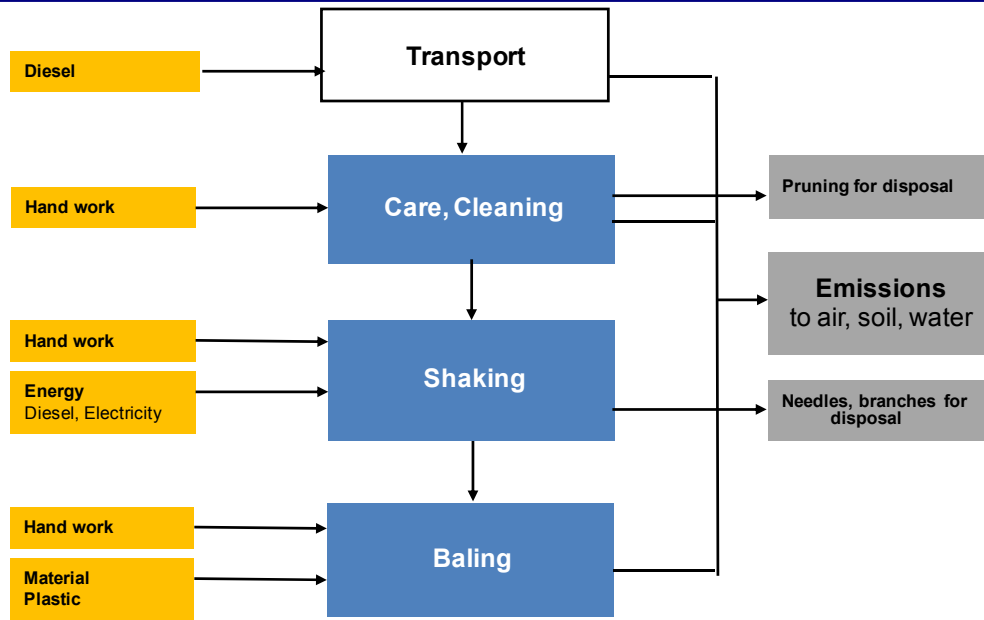 Transport
Diesel
Care, Cleaning
Hand work
Pruning for disposal
Emissions
to air, soil, water
Hand work
Shaking
Energy
Diesel, Electricity
Needles, branches for
disposal
Hand work
Baling
Material
Plastic